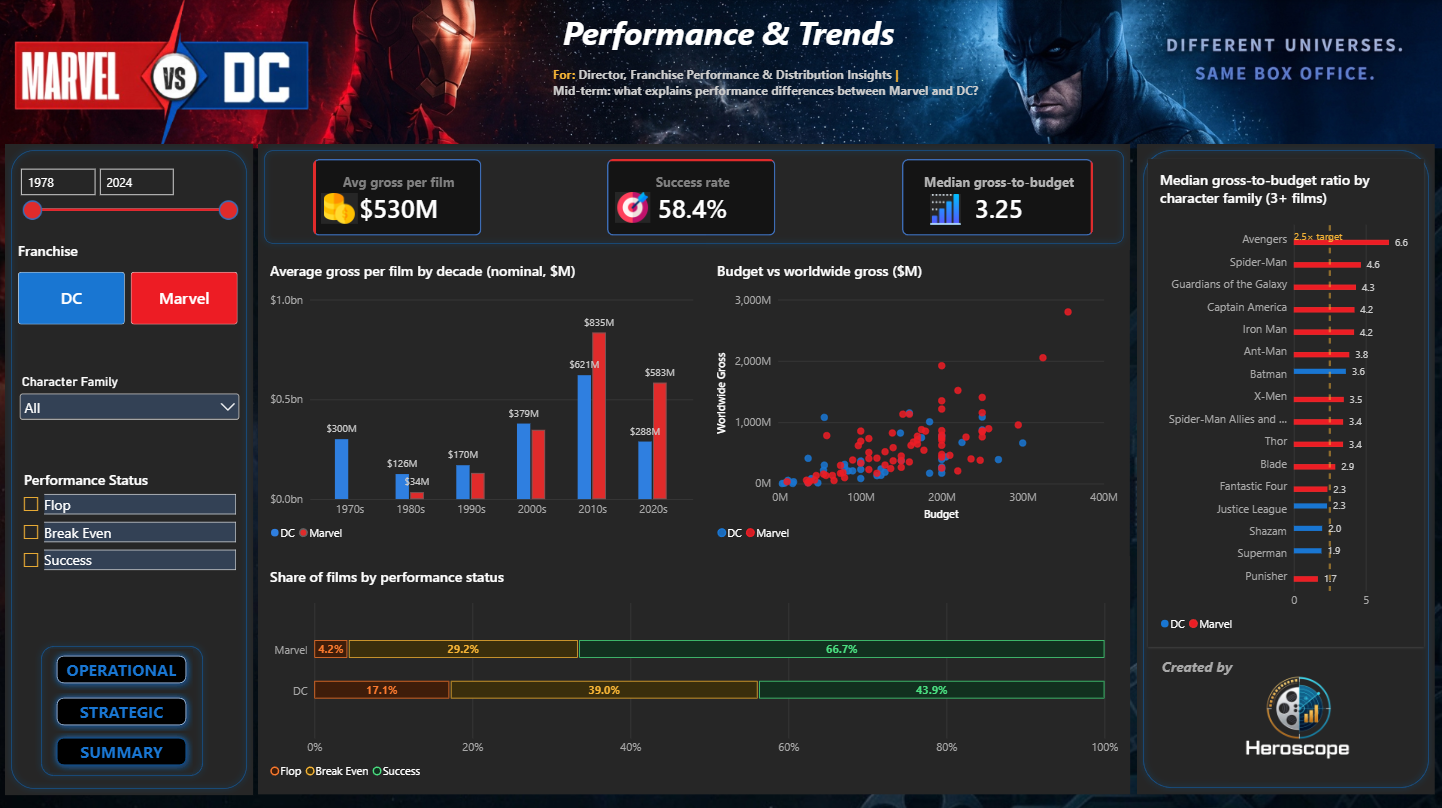 MARVEL VS DC
Performance & Trends
For: Director, Franchise Performance & Distribution Insights |
Mid-term: what explains performance differences between Marvel and DC?
DIFFERENT UNIVERSES.
SAME BOX OFFICE.
1978 2024
Franchise
DC Marvel
Character Family
All
Performance Status
Flop
Break Even
Success
OPERATIONAL
STRATEGIC
SUMMARY
Avg gross per film
$530M
Success rate
58.4%
Median gross-to-budget
3.25
Average gross per film by decade (nominal, $M)
$1.0bn
$0.5bn
$0.0bn
$300M
$126M
$34M
$170M
$379M
$621M
$835M
$288M
$583M
1970s 1980s 1990s 2000s 2010s 2020s
DC Marvel
Budget vs worldwide gross ($M)
Worldwide Gross
3,000M
2,000M
1,000M
0M
0M 100M 200M 300M 400M
Budget
DC Marvel
Share of films by performance status
Marvel 4.2% 29.2% 66.7%
DC 17.1% 39.0% 43.9%
0% 20% 40% 60% 80% 100%
Flop Break Even Success
Median gross-to-budget ratio by
character family (3+ films)
2.5× target
Avengers 6.6
Spider-Man 4.6
Guardians of the Galaxy 4.3
Captain America 4.2
Iron Man 4.2
Ant-Man 3.8
Batman 3.6
X-Men 3.5
Spider-Man Allies and ... 3.4
Thor 3.4
Blade 2.9
Fantastic Four 2.3
Justice League 2.3
Shazam 2.0
Superman 1.9
Punisher 1.7
0 5
DC Marvel
Created by
Heroscope